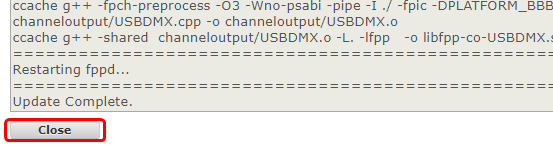 ccache g++ -fpch-preprocess -O3 -Wno-psabi -pipe -I ./ -fpic -DPLATFORM_BBB
channeloutput/USBDMX.cpp -o channeloutput/USBDMX.o
ccache g++ -shared channeloutput/USBDMX.o -L. -lfpp -o libfpp-co-USBDMX.s
==========================================================
Restarting fppd...
==========================================================
Update Complete.
Close